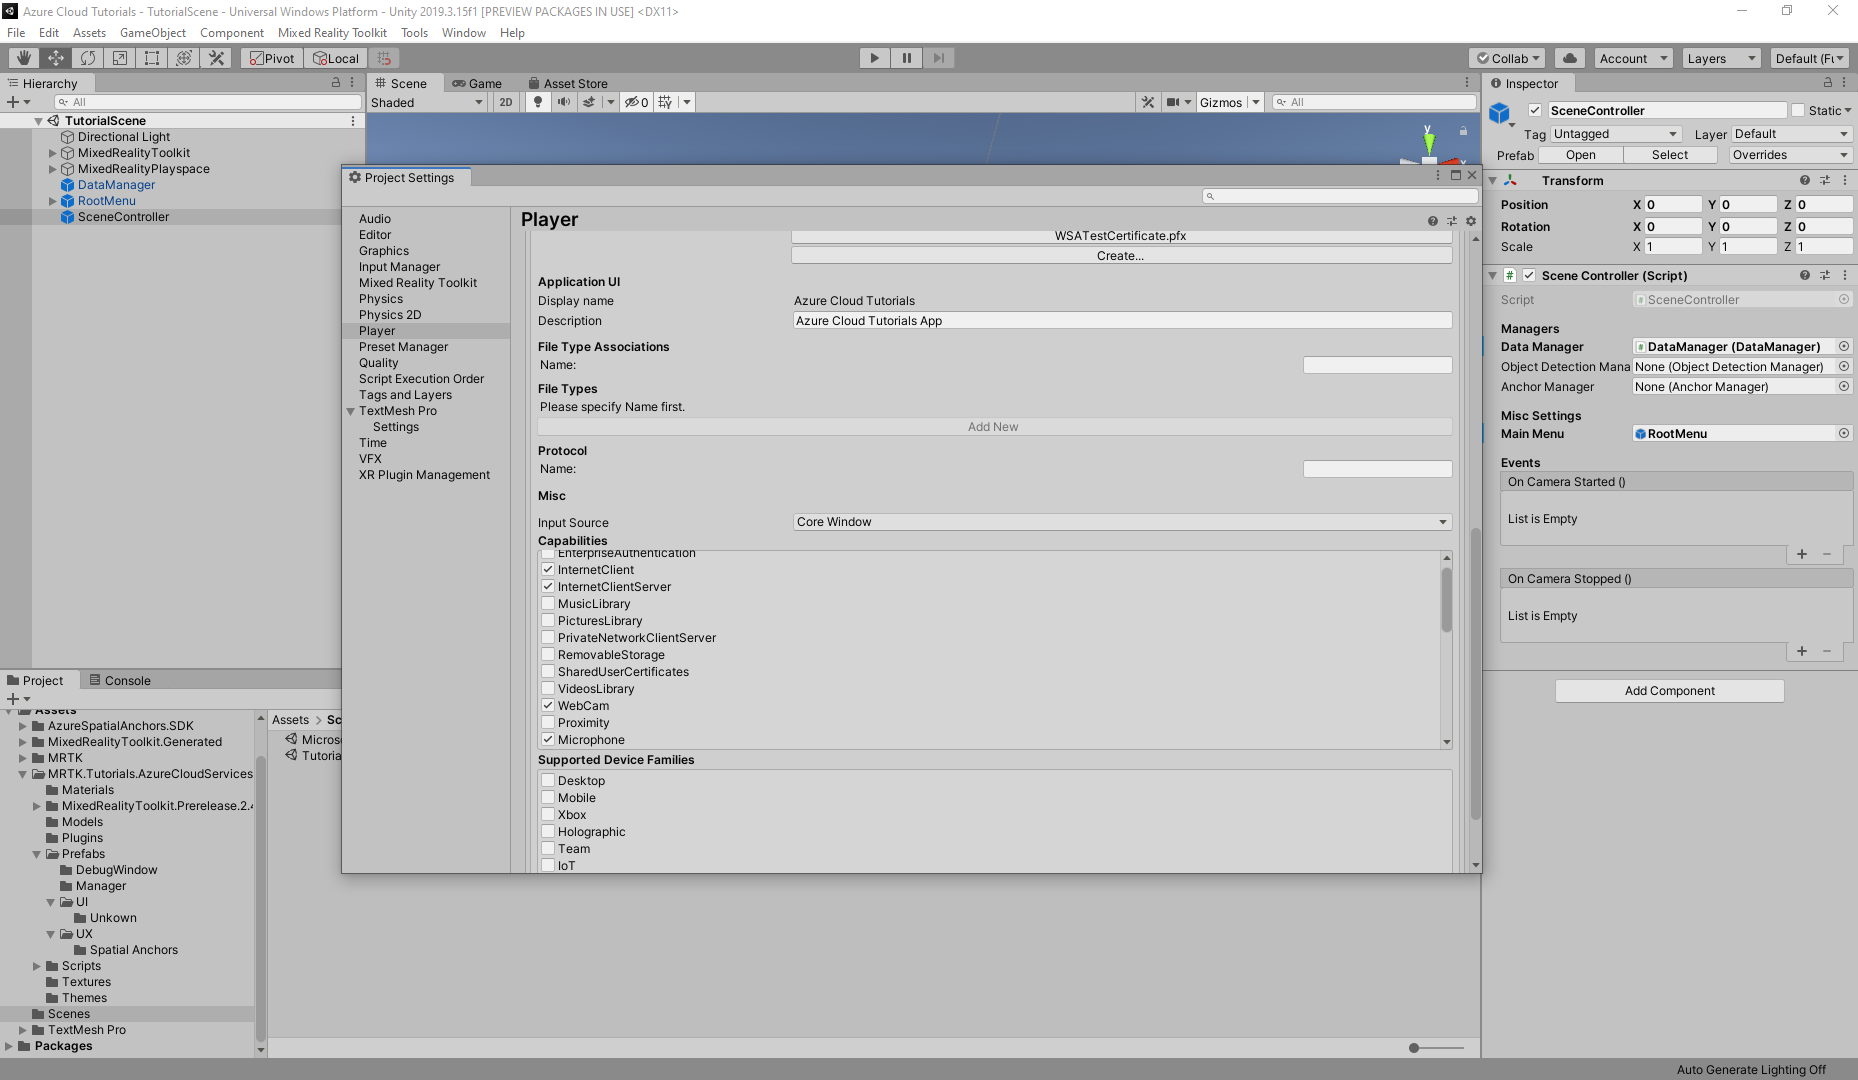 Azure Cloud Tutorials - TutorialScene - Universal Windows Platform - Unity 2019.3.15f1 [PREVIEW PACKAGES IN USE] <DX11>
File Edit Assets GameObject Component Mixed Reality Toolkit Tools Window Help
Pivot Local Collab Account Layers Default (Fu
Hierarchy
All
TutorialScene
Directional Light
MixedRealityToolkit
MixedRealityPlayspace
DataManager
RootMenu
SceneController
Scene Game Asset Store
Shaded 2D 0 Gizmos All
y
x
Project Settings
Audio
Editor
Graphics
Input Manager
Mixed Reality Toolkit
Physics
Physics 2D
Player
Preset Manager
Quality
Script Execution Order
Tags and Layers
TextMesh Pro
Settings
Time
VFX
XR Plugin Management
Player
WSATestCertificate.pfx
Create...
Application UI
Display name Azure Cloud Tutorials
Description Azure Cloud Tutorials App
File Type Associations
Name:
File Types
Please specify Name first.
Add New
Protocol
Name:
Misc
Input Source Core Window
Capabilities
EnterpriseAuthentication
InternetClient
InternetClientServer
MusicLibrary
PicturesLibrary
PrivateNetworkClientServer
RemovableStorage
SharedUserCertificates
VideosLibrary
WebCam
Proximity
Microphone
Supported Device Families
Desktop
Mobile
Xbox
Holographic
Team
IoT
Inspector
SceneController Static
Tag Untagged Layer Default
Prefab Open Select Overrides
Transform
Position X 0 Y 0 Z 0
Rotation X 0 Y 0 Z 0
Scale X 1 Y 1 Z 1
# Scene Controller (Script)
Script SceneController
Managers
Data Manager DataManager (DataManager)
Object Detection Mana None (Object Detection Manager)
Anchor Manager None (Anchor Manager)
Misc Settings
Main Menu RootMenu
Events
On Camera Started ()
List is Empty
On Camera Stopped ()
List is Empty
Add Component
Project Console
Assets
AzureSpatialAnchors.SDK
MixedRealityToolkit.Generated
MRTK
MRTK.Tutorials.AzureCloudServices
Materials
MixedRealityToolkit.Prerelease.2.4
Models
Plugins
Prefabs
DebugWindow
Manager
UI
Unkown
UX
Spatial Anchors
Scripts
Textures
Themes
Scenes
TextMesh Pro
Packages
Assets > Sc
Micros
Tutoria
Auto Generate Lighting Off